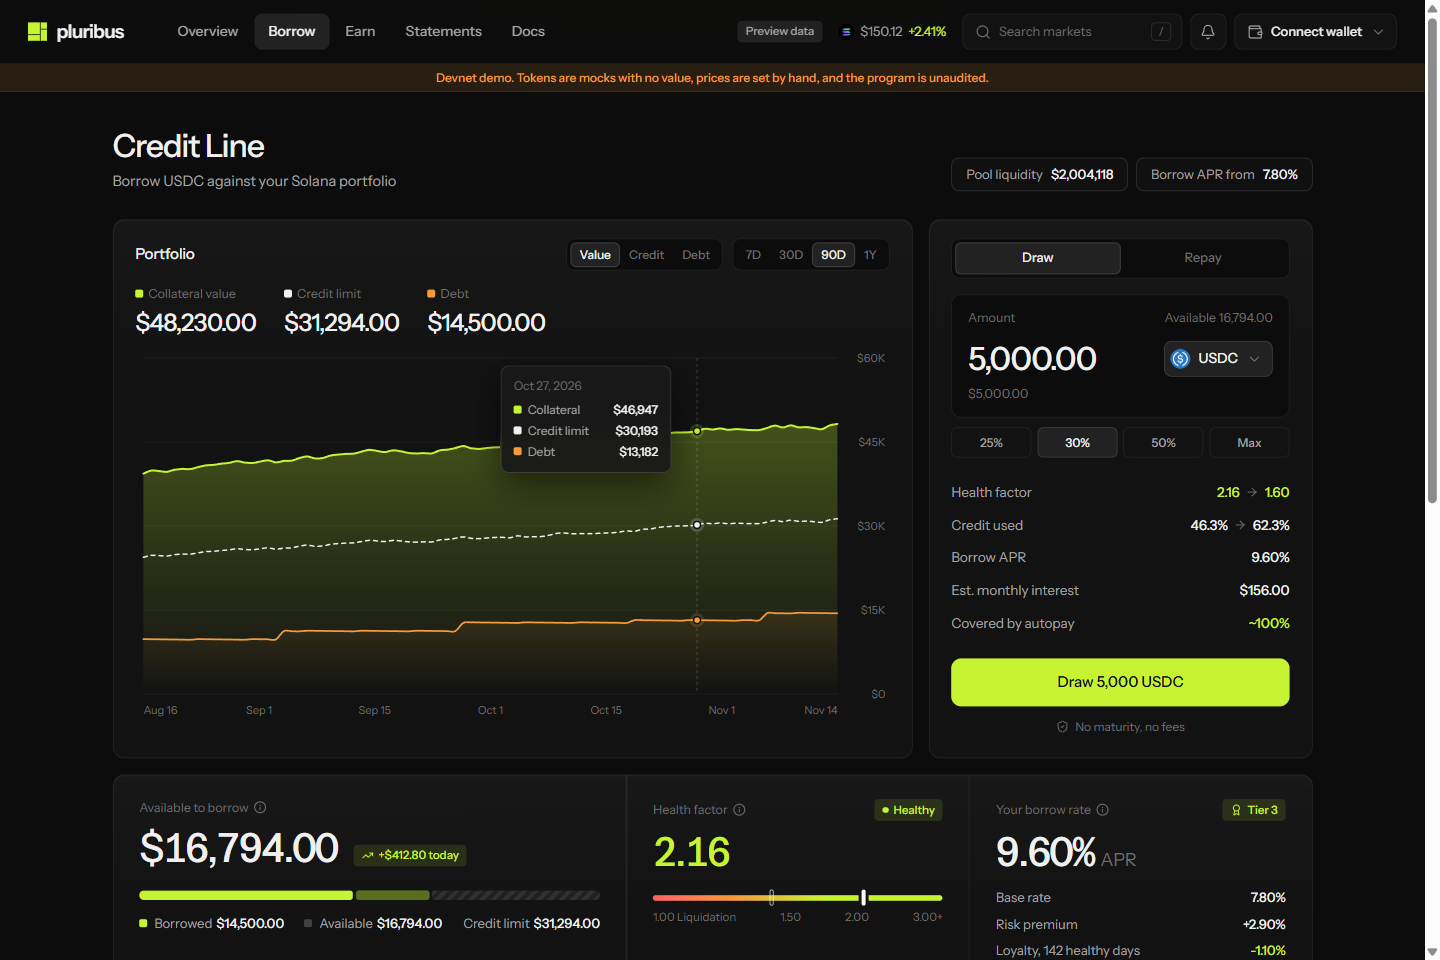 pluribus
Overview Borrow Earn Statements Docs
Preview data $150.12 +2.41% Search markets / Connect wallet
Devnet demo. Tokens are mocks with no value, prices are set by hand, and the program is unaudited.
Credit Line
Borrow USDC against your Solana portfolio
Pool liquidity $2,004,118 Borrow APR from 7.80%
Portfolio
Value Credit Debt 7D 30D 90D 1Y
Collateral value Credit limit Debt
$48,230.00 $31,294.00 $14,500.00
$60K
$45K
$30K
$15K
$0
Oct 27, 2026
Collateral $46,947
Credit limit $30,193
Debt $13,182
Aug 16 Sep 1 Sep 15 Oct 1 Oct 15 Nov 1 Nov 14
Draw Repay
Amount Available 16,794.00
5,000.00 USDC
$5,000.00
25% 30% 50% Max
Health factor 2.16 → 1.60
Credit used 46.3% → 62.3%
Borrow APR 9.60%
Est. monthly interest $156.00
Covered by autopay ~100%
Draw 5,000 USDC
No maturity, no fees
Available to borrow
$16,794.00 +$412.80 today
Borrowed $14,500.00 Available $16,794.00 Credit limit $31,294.00
Health factor Healthy
2.16
1.00 Liquidation 1.50 2.00 3.00+
Your borrow rate Tier 3
9.60% APR
Base rate 7.80%
Risk premium +2.90%
Loyalty, 142 healthy days -1.10%